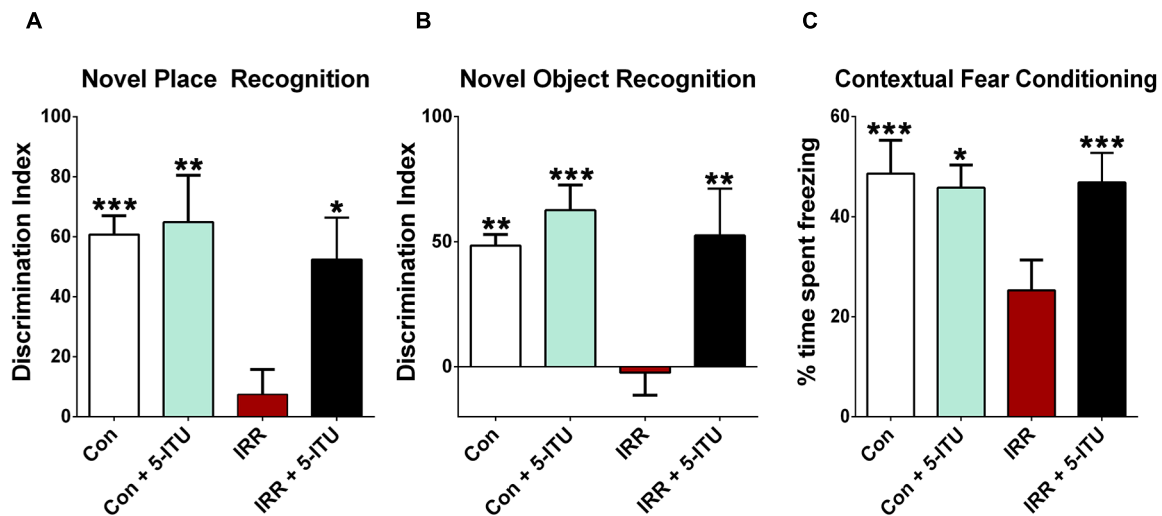 A
Novel Place Recognition
Discrimination Index
100
80
60
40
20
0
***
**
*
Con
Con + 5-ITU
IRR
IRR + 5-ITU
B
Novel Object Recognition
Discrimination Index
100
50
0
**
***
**
Con
Con + 5-ITU
IRR
IRR + 5-ITU
C
Contextual Fear Conditioning
% time spent freezing
60
40
20
0
***
*
***
Con
Con + 5-ITU
IRR
IRR + 5-ITU